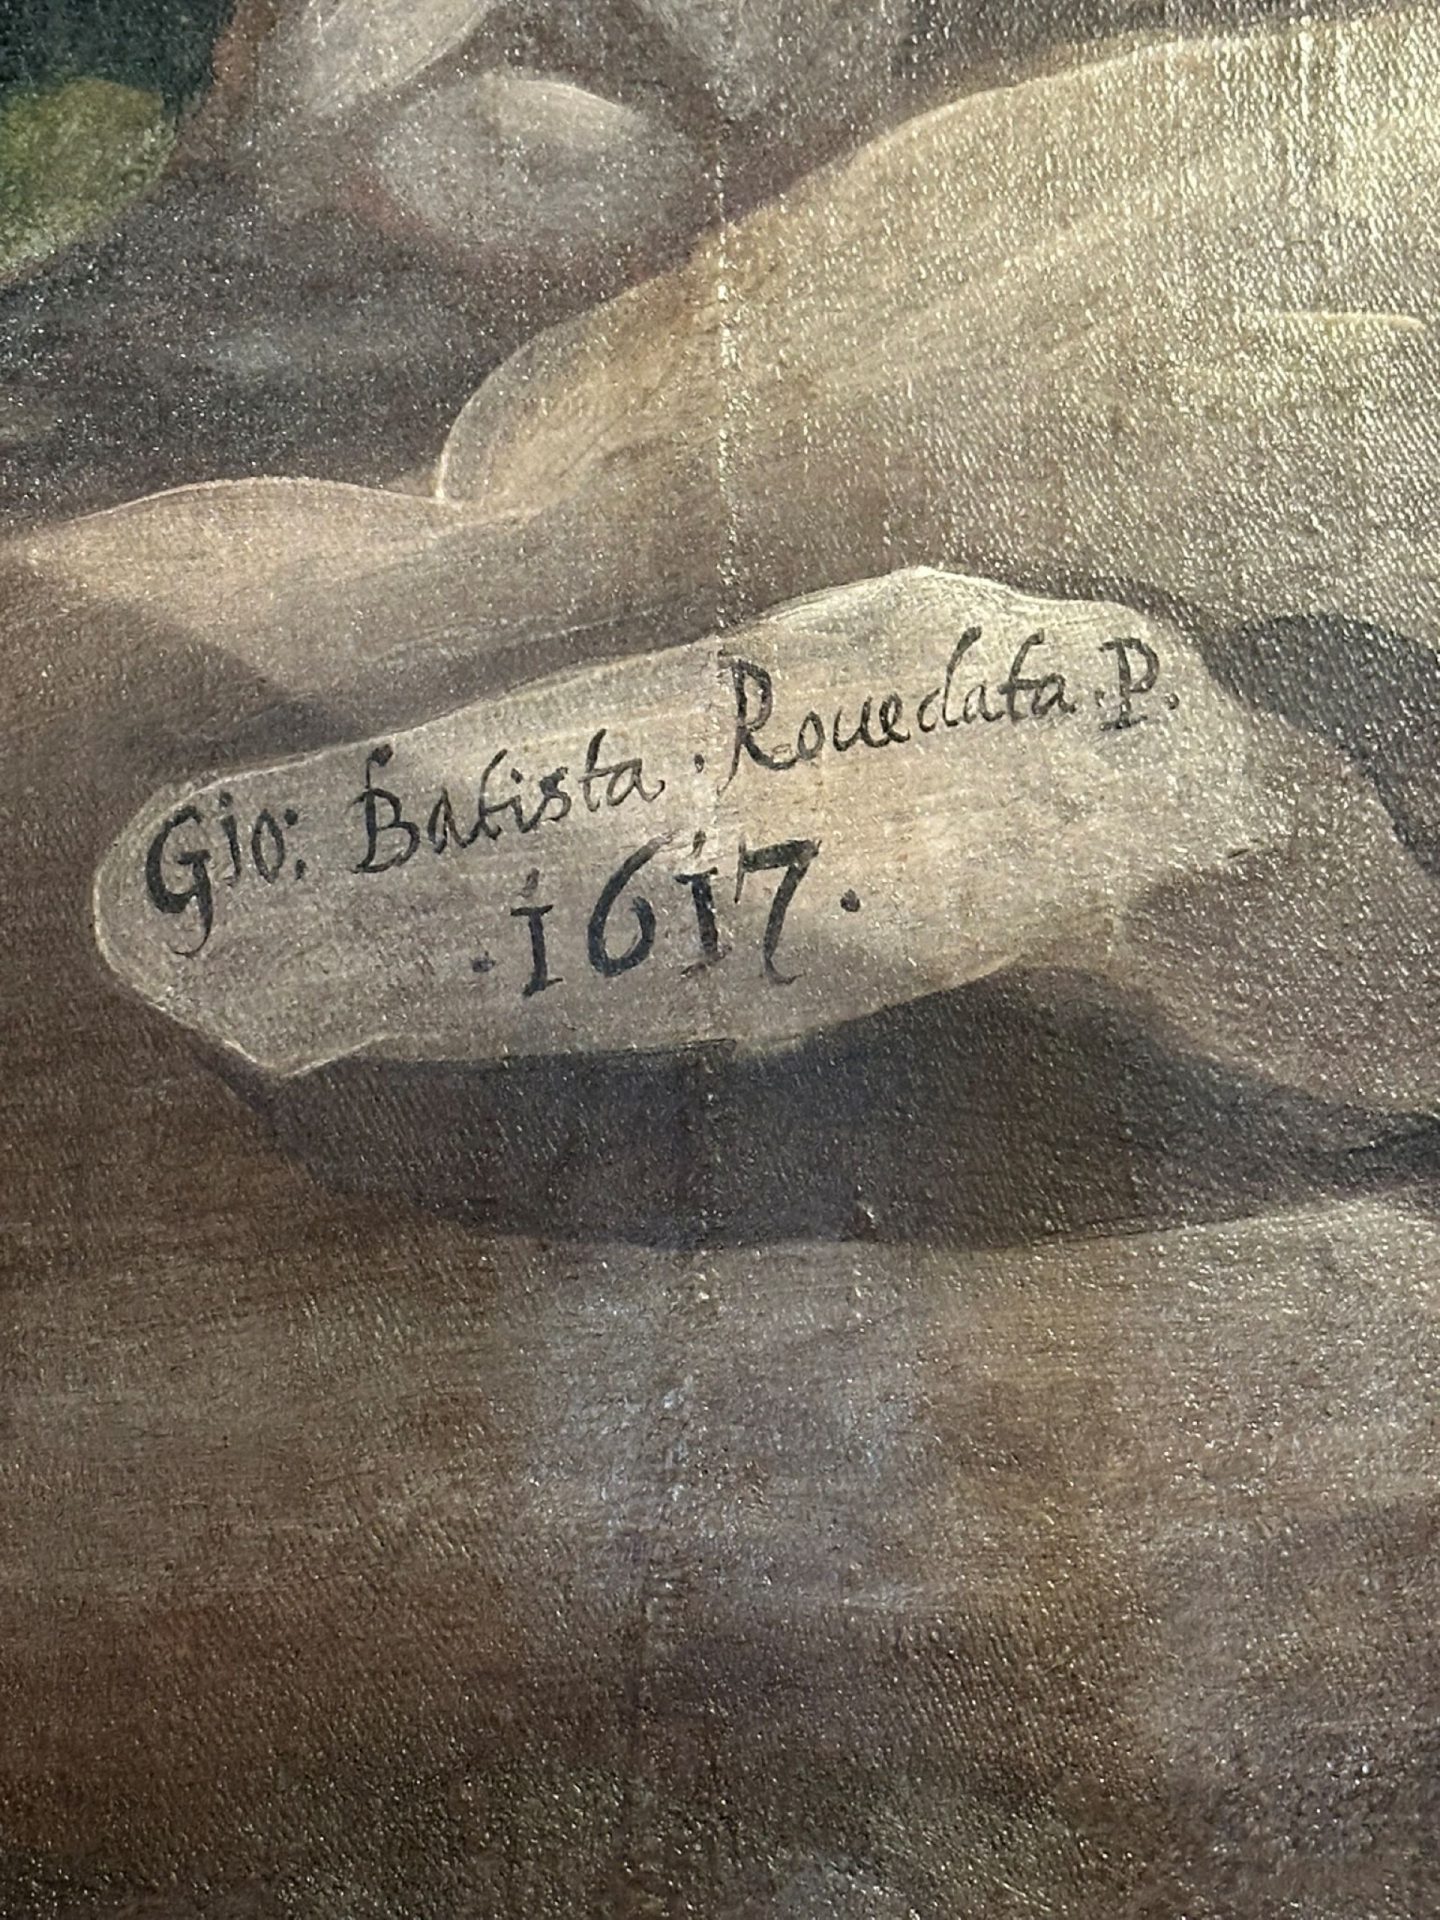 Gio: Batista . Rouedata . P.
. 1617 .